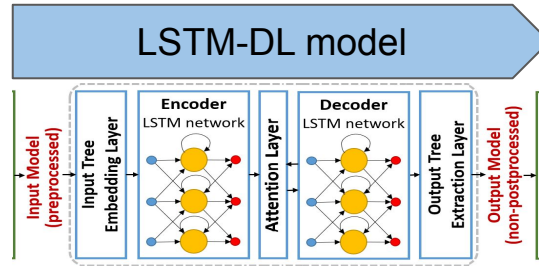 LSTM-DL model
Input Model
(preprocessed)
Input Tree
Embedding Layer
Encoder
LSTM network
Attention Layer
Decoder
LSTM network
Output Tree
Extraction Layer
Output Model
(non-postprocessed)